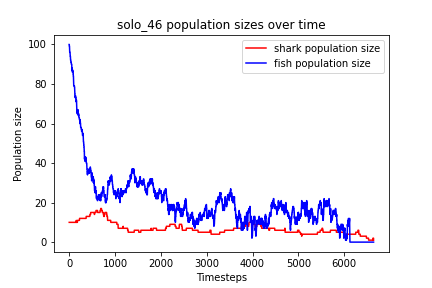 solo_46 population sizes over time
shark population size
fish population size
Population size
100
80
60
40
20
0
0 1000 2000 3000 4000 5000 6000
Timesteps